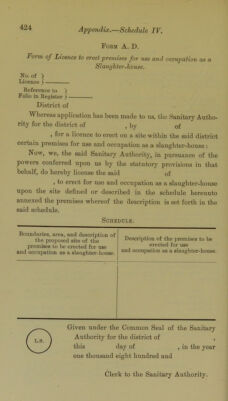 424
Appendix.—Schedule IV.
Form A. D.
Form of Licence to erect premises for use and occupation as a
Slaughter-house.
No. of }
Licence }
Reference to }
Folio in Register }
District of
Whereas application has been made to us, the Sanitary Autho-
rity for the district of , by of
, for a licence to erect on a site within the said district
certain premises for use and occupation as a slaughter-house:
Now, we, the said Sanitary Authority, in pursuance of the
powers conferred upon us by the statutory provisions in that
behalf, do hereby license the said of
, to erect for use and occupation as a slaughter-house
upon the site defined or described in the schedule hereunto
annexed the premises whereof the description is set forth in the
said schedule.
Schedule.
Boundaries, area, and description of
the proposed site of the
premises to be erected for use
and occupation as a slaughter-house.
Description of the premises to be
erected for use
and occupation as a slaughter-house.
L.S.
Given under the Common Seal of the Sanitary
Authority for the district of ,
this day of , in the year
one thousand eight hundred and
Clerk to the Sanitary Authority.